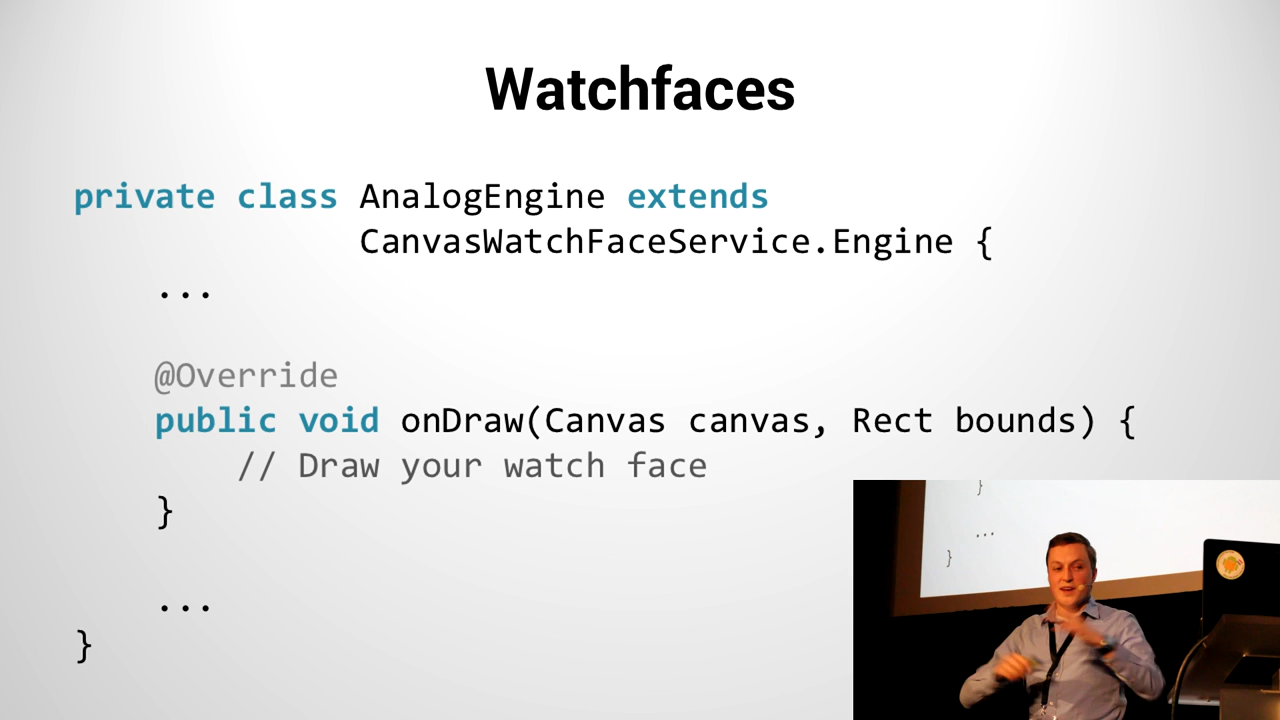 Watchfaces
private class AnalogEngine extends
CanvasWatchFaceService.Engine {
...
@Override
public void onDraw(Canvas canvas, Rect bounds) {
// Draw your watch face
}
...
}
}
...
}